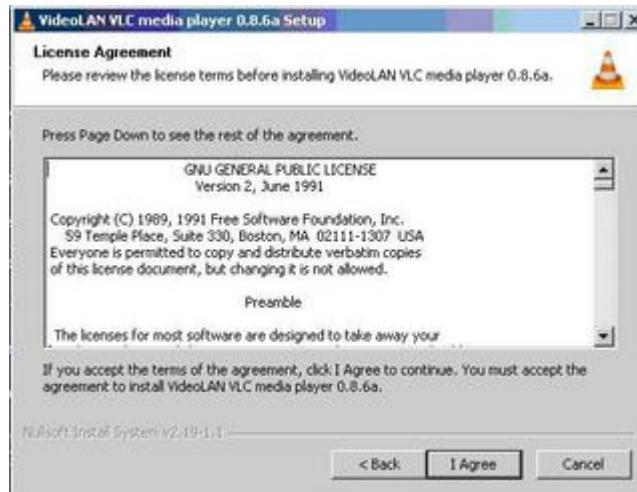 VideoLAN VLC media player 0.8.6a Setup
License Agreement
Please review the license terms before installing VideoLAN VLC media player 0.8.6a.
Press Page Down to see the rest of the agreement.
GNU GENERAL PUBLIC LICENSE
Version 2, June 1991
Copyright (C) 1989, 1991 Free Software Foundation, Inc.
59 Temple Place, Suite 330, Boston, MA 02111-1307 USA
Everyone is permitted to copy and distribute verbatim copies
of this license document, but changing it is not allowed.
Preamble
The licenses for most software are designed to take away your
If you accept the terms of the agreement, click I Agree to continue. You must accept the
agreement to install VideoLAN VLC media player 0.8.6a.
Nullsoft Install System v2.19-1.1
< Back I Agree Cancel